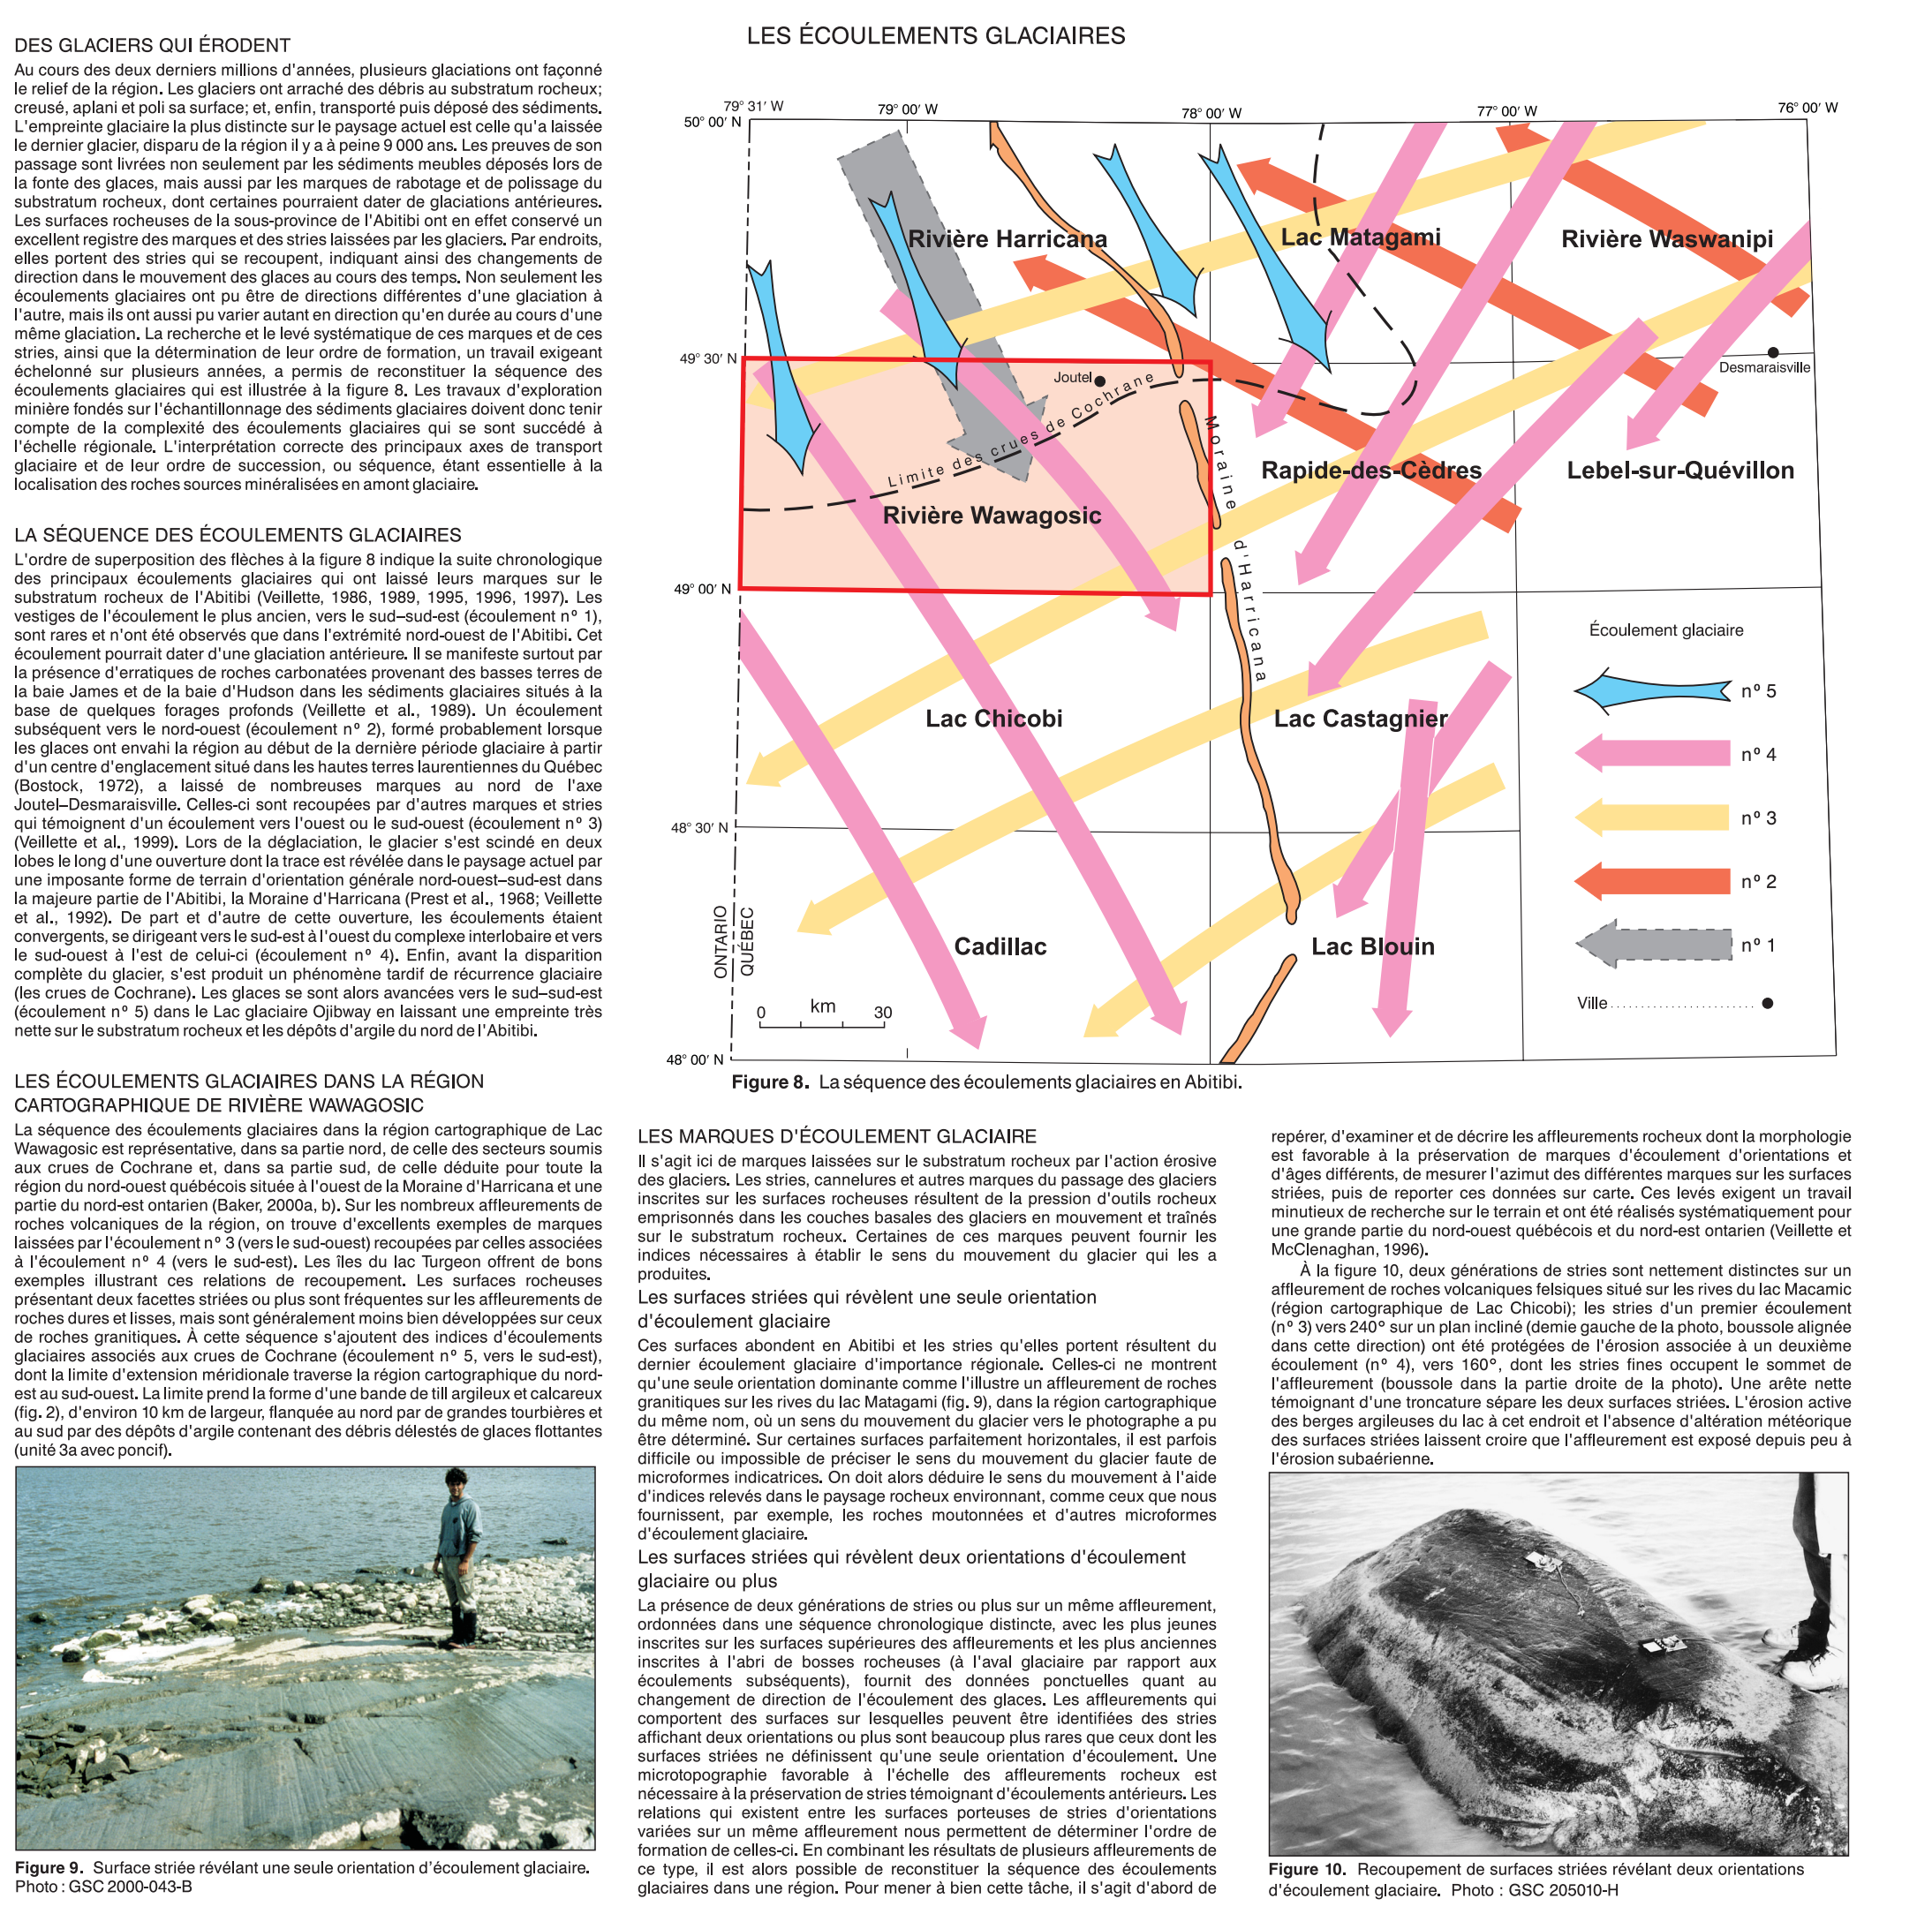 LES ÉCOULEMENTS GLACIAIRES
DES GLACIERS QUI ÉRODENT
Au cours des deux derniers millions d'années, plusieurs glaciations ont façonné
le relief de la région. Les glaciers ont arraché des débris au substratum rocheux;
creusé, aplani et poli sa surface; et, enfin, transporté puis déposé des sédiments.
L'empreinte glaciaire la plus distincte sur le paysage actuel est celle qu'a laissée
le dernier glacier, disparu de la région il y a à peine 9 000 ans. Les preuves de son
passage sont livrées non seulement par les sédiments meubles déposés lors de
la fonte des glaces, mais aussi par les marques de rabotage et de polissage du
substratum rocheux, dont certaines pourraient dater de glaciations antérieures.
Les surfaces rocheuses de la sous-province de l'Abitibi ont en effet conservé un
excellent registre des marques et des stries laissées par les glaciers. Par endroits,
elles portent des stries qui se recoupent, indiquant ainsi des changements de
direction dans le mouvement des glaces au cours des temps. Non seulement les
écoulements glaciaires ont pu être de directions différentes d'une glaciation à
l'autre, mais ils ont aussi pu varier autant en direction qu'en durée au cours d'une
même glaciation. La recherche et le levé systématique de ces marques et de ces
stries, ainsi que la détermination de leur ordre de formation, un travail exigeant
échelonné sur plusieurs années, a permis de reconstituer la séquence des
écoulements glaciaires qui est illustrée à la figure 8. Les travaux d'exploration
minière fondés sur l'échantillonnage des sédiments glaciaires doivent donc tenir
compte de la complexité des écoulements glaciaires qui se sont succédé à
l'échelle régionale. L'interprétation correcte des principaux axes de transport
glaciaire et de leur ordre de succession, ou séquence, étant essentielle à la
localisation des roches sources minéralisées en amont glaciaire.
LA SÉQUENCE DES ÉCOULEMENTS GLACIAIRES
L'ordre de superposition des flèches à la figure 8 indique la suite chronologique
des principaux écoulements glaciaires qui ont laissé leurs marques sur le
substratum rocheux de l'Abitibi (Veillette, 1986, 1989, 1995, 1996, 1997). Les
vestiges de l'écoulement le plus ancien, vers le sud–sud-est (écoulement nº 1),
sont rares et n'ont été observés que dans l'extrémité nord-ouest de l'Abitibi. Cet
écoulement pourrait dater d'une glaciation antérieure. Il se manifeste surtout par
la présence d'erratiques de roches carbonatées provenant des basses terres de
la baie James et de la baie d'Hudson dans les sédiments glaciaires situés à la
base de quelques forages profonds (Veillette et al., 1989). Un écoulement
subséquent vers le nord-ouest (écoulement nº 2), formé probablement lorsque
les glaces ont envahi la région au début de la dernière période glaciaire à partir
d'un centre d'englacement situé dans les hautes terres laurentiennes du Québec
(Bostock, 1972), a laissé de nombreuses marques au nord de l'axe
Joutel–Desmaraisville. Celles-ci sont recoupées par d'autres marques et stries
qui témoignent d'un écoulement vers l'ouest ou le sud-ouest (écoulement nº 3)
(Veillette et al., 1999). Lors de la déglaciation, le glacier s'est scindé en deux
lobes le long d'une ouverture dont la trace est révélée dans le paysage actuel par
une imposante forme de terrain d'orientation générale nord-ouest–sud-est dans
la majeure partie de l'Abitibi, la Moraine d'Harricana (Prest et al., 1968; Veillette
et al., 1992). De part et d'autre de cette ouverture, les écoulements étaient
convergents, se dirigeant vers le sud-est à l'ouest du complexe interlobaire et vers
le sud-ouest à l'est de celui-ci (écoulement nº 4). Enfin, avant la disparition
complète du glacier, s'est produit un phénomène tardif de récurrence glaciaire
(les crues de Cochrane). Les glaces se sont alors avancées vers le sud–sud-est
(écoulement nº 5) dans le Lac glaciaire Ojibway en laissant une empreinte très
nette sur le substratum rocheux et les dépôts d'argile du nord de l'Abitibi.
LES ÉCOULEMENTS GLACIAIRES DANS LA RÉGION
CARTOGRAPHIQUE DE RIVIÈRE WAWAGOSIC
La séquence des écoulements glaciaires dans la région cartographique de Lac
Wawagosic est représentative, dans sa partie nord, de celle des secteurs soumis
aux crues de Cochrane et, dans sa partie sud, de celle déduite pour toute la
région du nord-ouest québécois située à l'ouest de la Moraine d'Harricana et une
partie du nord-est ontarien (Baker, 2000a, b). Sur les nombreux affleurements de
roches volcaniques de la région, on trouve d'excellents exemples de marques
laissées par l'écoulement nº 3 (vers le sud-ouest) recoupées par celles associées
à l'écoulement nº 4 (vers le sud-est). Les îles du lac Turgeon offrent de bons
exemples illustrant ces relations de recoupement. Les surfaces rocheuses
présentant deux facettes striées ou plus sont fréquentes sur les affleurements de
roches dures et lisses, mais sont généralement moins bien développées sur ceux
de roches granitiques. À cette séquence s'ajoutent des indices d'écoulements
glaciaires associés aux crues de Cochrane (écoulement nº 5, vers le sud-est),
dont la limite d'extension méridionale traverse la région cartographique du nord-
est au sud-ouest. La limite prend la forme d'une bande de till argileux et calcareux
(fig. 2), d'environ 10 km de largeur, flanquée au nord par de grandes tourbières et
au sud par des dépôts d'argile contenant des débris délestés de glaces flottantes
(unité 3a avec poncif).
Figure 9. Surface striée révélant une seule orientation d'écoulement glaciaire.
Photo : GSC 2000-043-B
79° 31' W
79° 00' W
78° 00' W
77° 00' W
76° 00' W
50° 00' N
Rivière Harricana
Lac Matagami
Rivière Waswanipi
49° 30' N
Joutel
Desmaraisville
Limite des crues de Cochrane
Moraine d'Harricana
Rapide-des-Cèdres
Lebel-sur-Quévillon
Rivière Wawagosic
49° 00' N
Écoulement glaciaire
nº 5
nº 4
nº 3
nº 2
nº 1
Ville
Lac Chicobi
Lac Castagnier
48° 30' N
ONTARIO
QUÉBEC
Cadillac
Lac Blouin
0 km 30
48° 00' N
Figure 8. La séquence des écoulements glaciaires en Abitibi.
LES MARQUES D'ÉCOULEMENT GLACIAIRE
Il s'agit ici de marques laissées sur le substratum rocheux par l'action érosive
des glaciers. Les stries, cannelures et autres marques du passage des glaciers
inscrites sur les surfaces rocheuses résultent de la pression d'outils rocheux
emprisonnés dans les couches basales des glaciers en mouvement et traînés
sur le substratum rocheux. Certaines de ces marques peuvent fournir les
indices nécessaires à établir le sens du mouvement du glacier qui les a
produites.
Les surfaces striées qui révèlent une seule orientation
d'écoulement glaciaire
Ces surfaces abondent en Abitibi et les stries qu'elles portent résultent du
dernier écoulement glaciaire d'importance régionale. Celles-ci ne montrent
qu'une seule orientation dominante comme l'illustre un affleurement de roches
granitiques sur les rives du lac Matagami (fig. 9), dans la région cartographique
du même nom, où un sens du mouvement du glacier vers le photographe a pu
être déterminé. Sur certaines surfaces parfaitement horizontales, il est parfois
difficile ou impossible de préciser le sens du mouvement du glacier faute de
microformes indicatrices. On doit alors déduire le sens du mouvement à l'aide
d'indices relevés dans le paysage rocheux environnant, comme ceux que nous
fournissent, par exemple, les roches moutonnées et d'autres microformes
d'écoulement glaciaire.
Les surfaces striées qui révèlent deux orientations d'écoulement
glaciaire ou plus
La présence de deux générations de stries ou plus sur un même affleurement,
ordonnées dans une séquence chronologique distincte, avec les plus jeunes
inscrites sur les surfaces supérieures des affleurements et les plus anciennes
inscrites à l'abri de bosses rocheuses (à l'aval glaciaire par rapport aux
écoulements subséquents), fournit des données ponctuelles quant au
changement de direction de l'écoulement des glaces. Les affleurements qui
comportent des surfaces sur lesquelles peuvent être identifiées des stries
affichant deux orientations ou plus sont beaucoup plus rares que ceux dont les
surfaces striées ne définissent qu'une seule orientation d'écoulement. Une
microtopographie favorable à l'échelle des affleurements rocheux est
nécessaire à la préservation de stries témoignant d'écoulements antérieurs. Les
relations qui existent entre les surfaces porteuses de stries d'orientations
variées sur un même affleurement nous permettent de déterminer l'ordre de
formation de celles-ci. En combinant les résultats de plusieurs affleurements de
ce type, il est alors possible de reconstituer la séquence des écoulements
glaciaires dans une région. Pour mener à bien cette tâche, il s'agit d'abord de
repérer, d'examiner et de décrire les affleurements rocheux dont la morphologie
est favorable à la préservation de marques d'écoulement d'orientations et
d'âges différents, de mesurer l'azimut des différentes marques sur les surfaces
striées, puis de reporter ces données sur carte. Ces levés exigent un travail
minutieux de recherche sur le terrain et ont été réalisés systématiquement pour
une grande partie du nord-ouest québécois et du nord-est ontarien (Veillette et
McClenaghan, 1996).
À la figure 10, deux générations de stries sont nettement distinctes sur un
affleurement de roches volcaniques felsiques situé sur les rives du lac Macamic
(région cartographique de Lac Chicobi); les stries d'un premier écoulement
(nº 3) vers 240° sur un plan incliné (demie gauche de la photo, boussole alignée
dans cette direction) ont été protégées de l'érosion associée à un deuxième
écoulement (nº 4), vers 160°, dont les stries fines occupent le sommet de
l'affleurement (boussole dans la partie droite de la photo). Une arête nette
témoignant d'une troncature sépare les deux surfaces striées. L'érosion active
des berges argileuses du lac à cet endroit et l'absence d'altération météorique
des surfaces striées laissent croire que l'affleurement est exposé depuis peu à
l'érosion subaérienne.
Figure 10. Recoupement de surfaces striées révélant deux orientations
d'écoulement glaciaire. Photo : GSC 205010-H